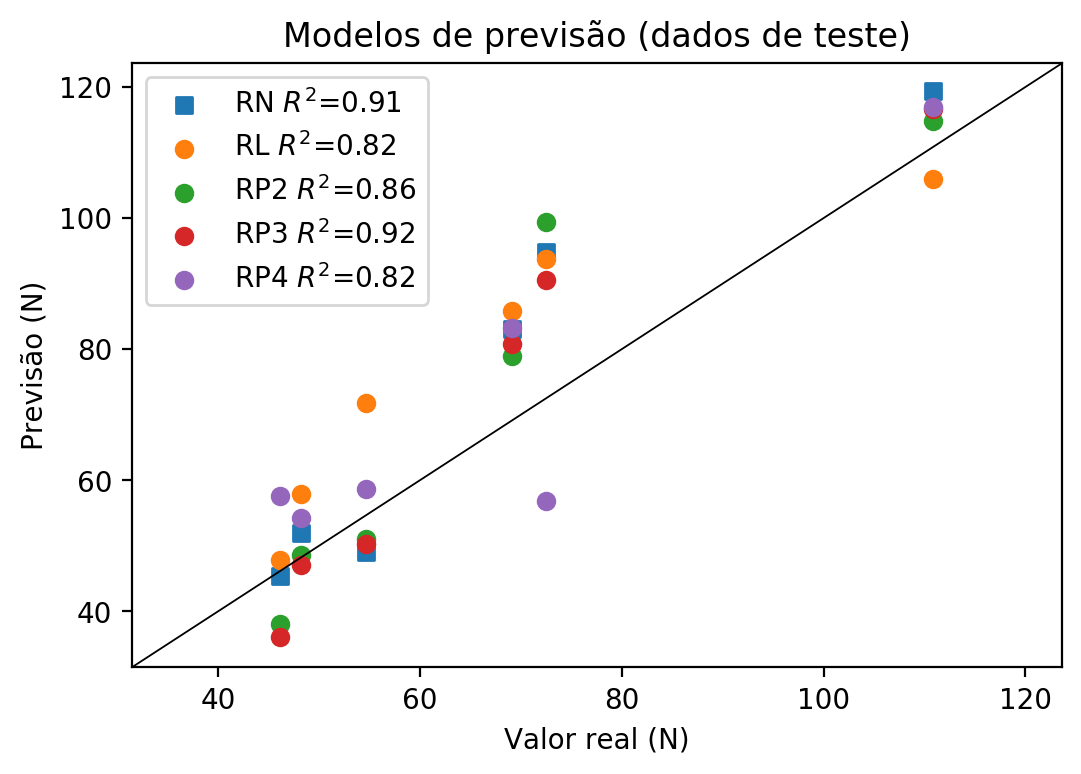 Modelos de previsão (dados de teste)
RN R²=0.91
RL R²=0.82
RP2 R²=0.86
RP3 R²=0.92
RP4 R²=0.82
Previsão (N)
120
100
80
60
40
40 60 80 100 120
Valor real (N)